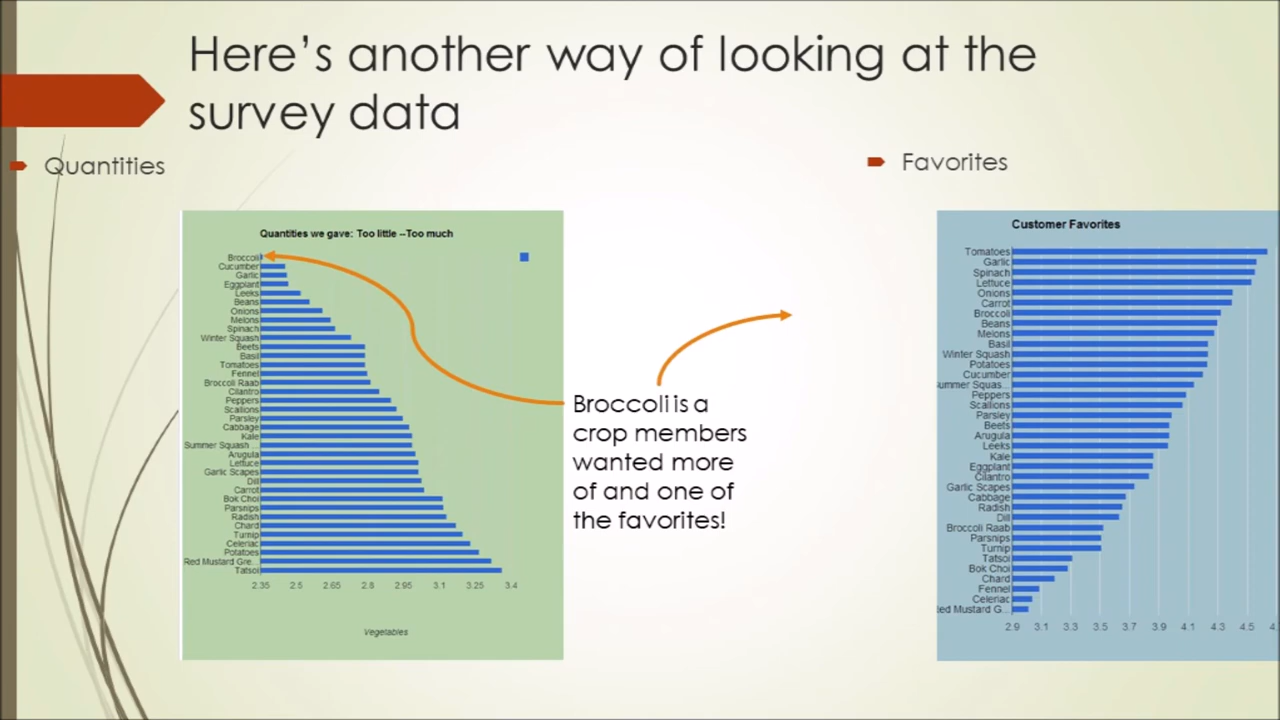 Here's another way of looking at the
survey data
Quantities
Favorites
Quantities we gave: Too little --Too much
Broccoli
Cucumber
Garlic
Eggplant
Leeks
Beans
Onions
Melons
Spinach
Winter Squash
Beets
Basil
Tomatoes
Fennel
Broccoli Raab
Cilantro
Peppers
Scallions
Parsley
Cabbage
Kale
Summer Squash ...
Arugula
Lettuce
Garlic Scapes
Dill
Carrot
Bok Choi
Parsnips
Radish
Chard
Turnip
Celeriac
Potatoes
Red Mustard Gre...
Tatsoi
2.35 2.5 2.65 2.8 2.95 3.1 3.25 3.4
Vegetables
Broccoli is a
crop members
wanted more
of and one of
the favorites!
Customer Favorites
Tomatoes
Garlic
Spinach
Lettuce
Onions
Carrot
Broccoli
Beans
Melons
Basil
Winter Squash
Potatoes
Cucumber
ummer Squas...
Peppers
Scallions
Parsley
Beets
Arugula
Leeks
Kale
Eggplant
Cilantro
Garlic Scapes
Cabbage
Radish
Dill
Broccoli Raab
Parsnips
Turnip
Tatsoi
Bok Choi
Chard
Fennel
Celeriac
ed Mustard G...
2.9 3.1 3.3 3.5 3.7 3.9 4.1 4.3 4.5 4.